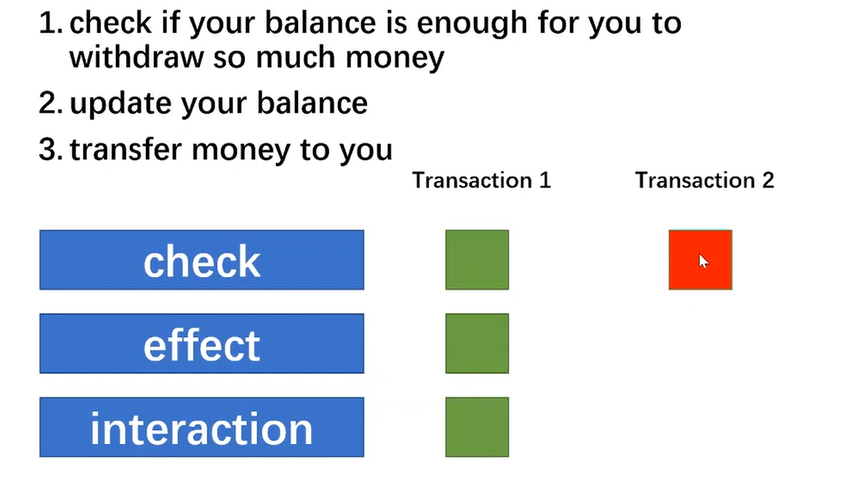 1. check if your balance is enough for you to
withdraw so much money
2. update your balance
3. transfer money to you
Transaction 1
Transaction 2
check
effect
interaction